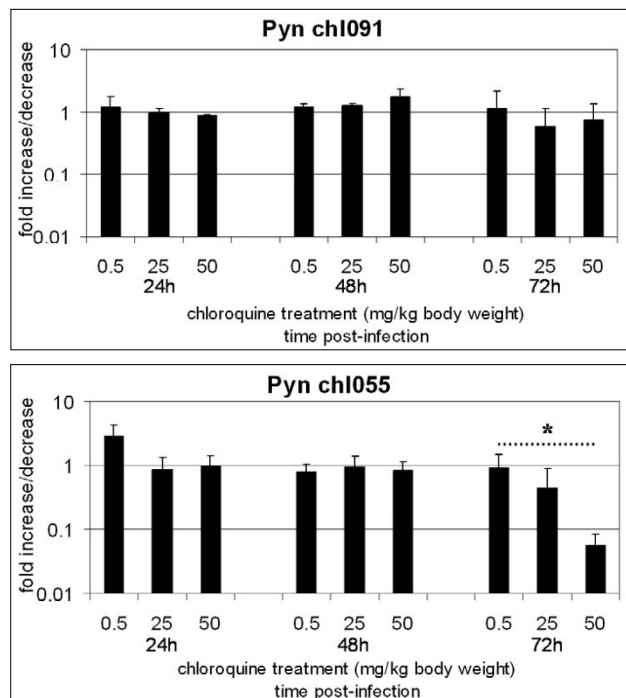 Pyn chl091
fold increase/decrease
10
1
0.1
0.01
0.5 25 50 0.5 25 50 0.5 25 50
24h 48h 72h
chloroquine treatment (mg/kg body weight)
time post-infection
Pyn chl055
fold increase/decrease
10
1
0.1
0.01
*
0.5 25 50 0.5 25 50 0.5 25 50
24h 48h 72h
chloroquine treatment (mg/kg body weight)
time post-infection